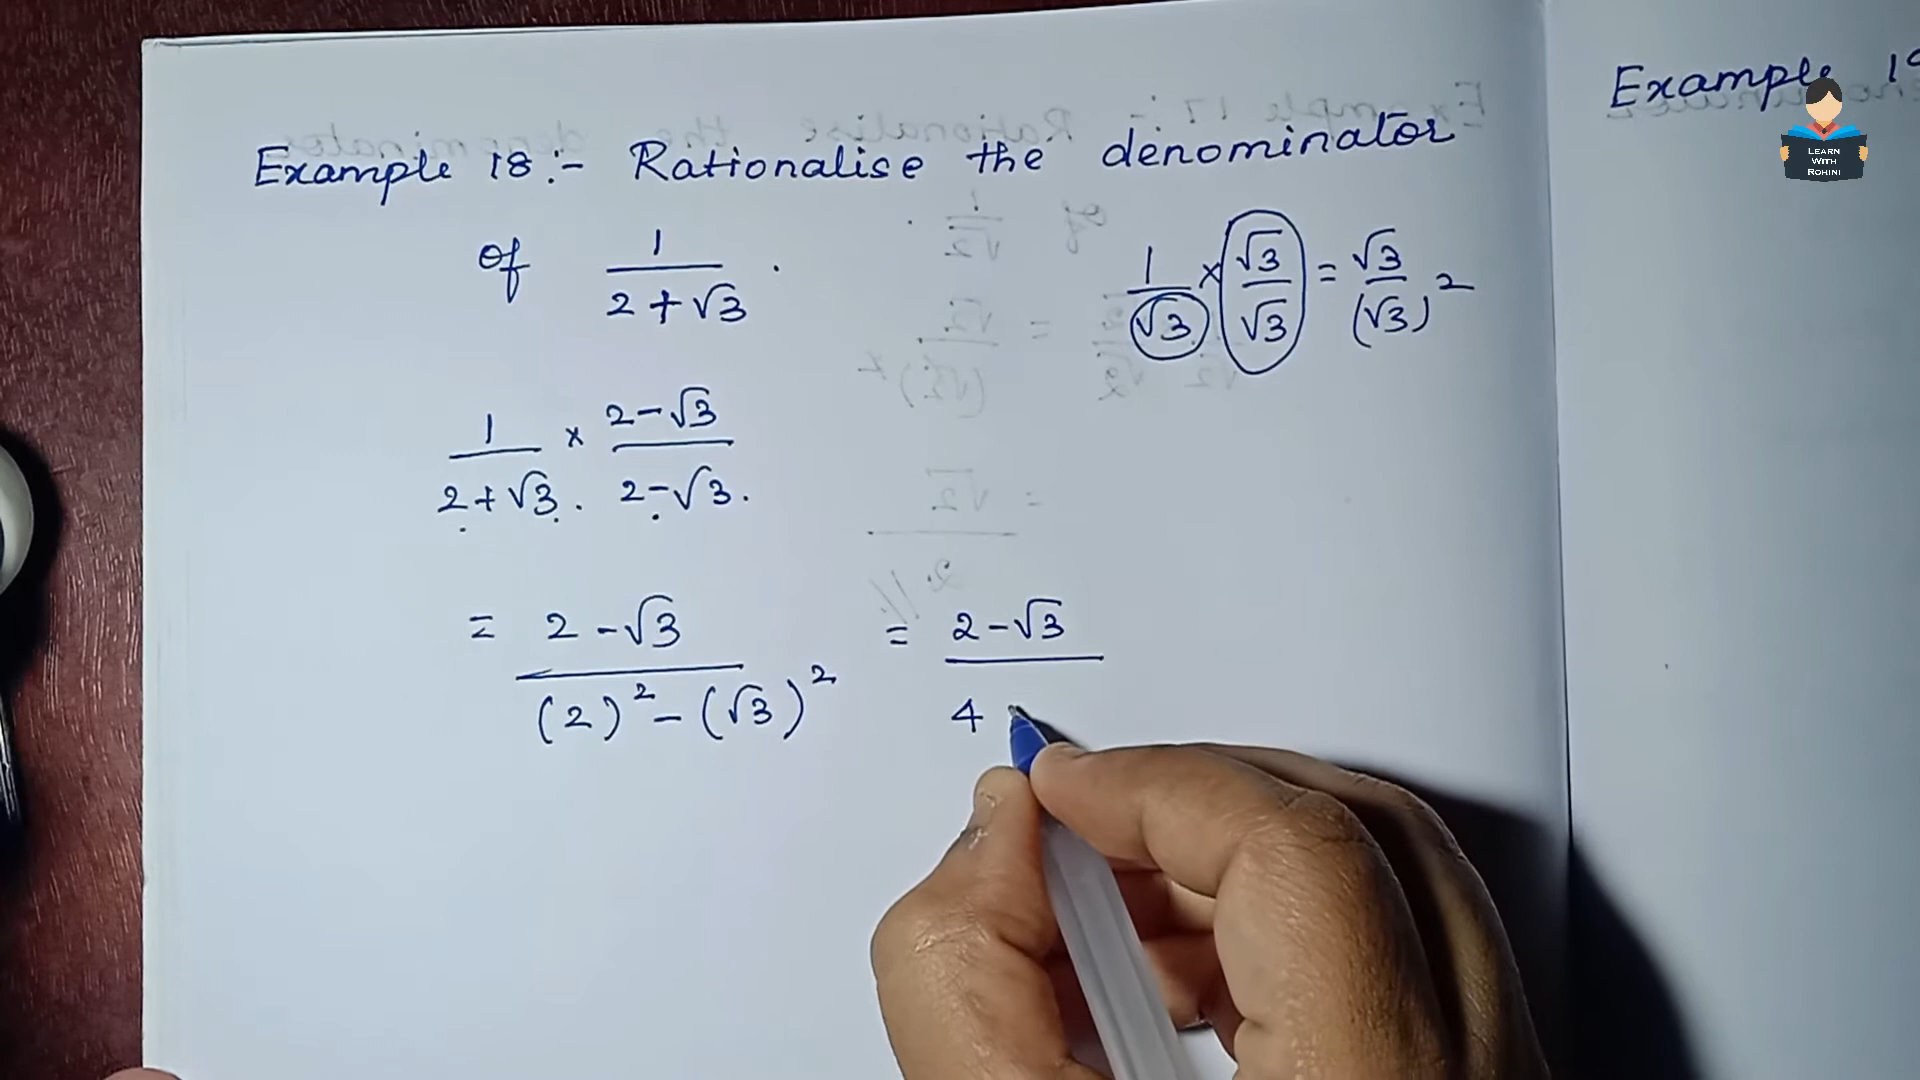 Example 19
LEARN
WITH
ROHINI
Example 18:- Rationalise the denominator
of 1/(2+√3) .
1/√3 × √3/√3 = √3/(√3)²
1/(2+√3) . × (2-√3)/(2-√3) .
= (2-√3)/((2)²-(√3)²) = (2-√3)/4